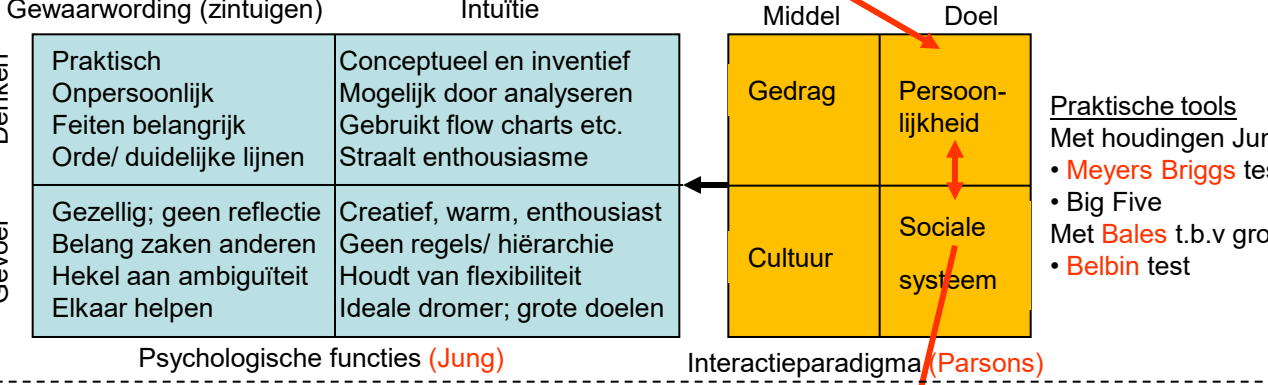 Gewaarwording (zintuigen)
Intuïtie
Denken
Praktisch
Onpersoonlijk
Feiten belangrijk
Orde/ duidelijke lijnen
Conceptueel en inventief
Mogelijk door analyseren
Gebruikt flow charts etc.
Straalt enthousiasme
Gevoel
Gezellig; geen reflectie
Belang zaken anderen
Hekel aan ambiguïteit
Elkaar helpen
Creatief, warm, enthousiast
Geen regels/ hiërarchie
Houdt van flexibiliteit
Ideale dromer; grote doelen
Psychologische functies (Jung)
Middel
Doel
Gedrag
Persoon-
lijkheid
Cultuur
Sociale
systeem
Interactieparadigma (Parsons)
Praktische tools
Met houdingen
• Meyers Briggs
• Big Five
Met Bales t.b.v
• Belbin test